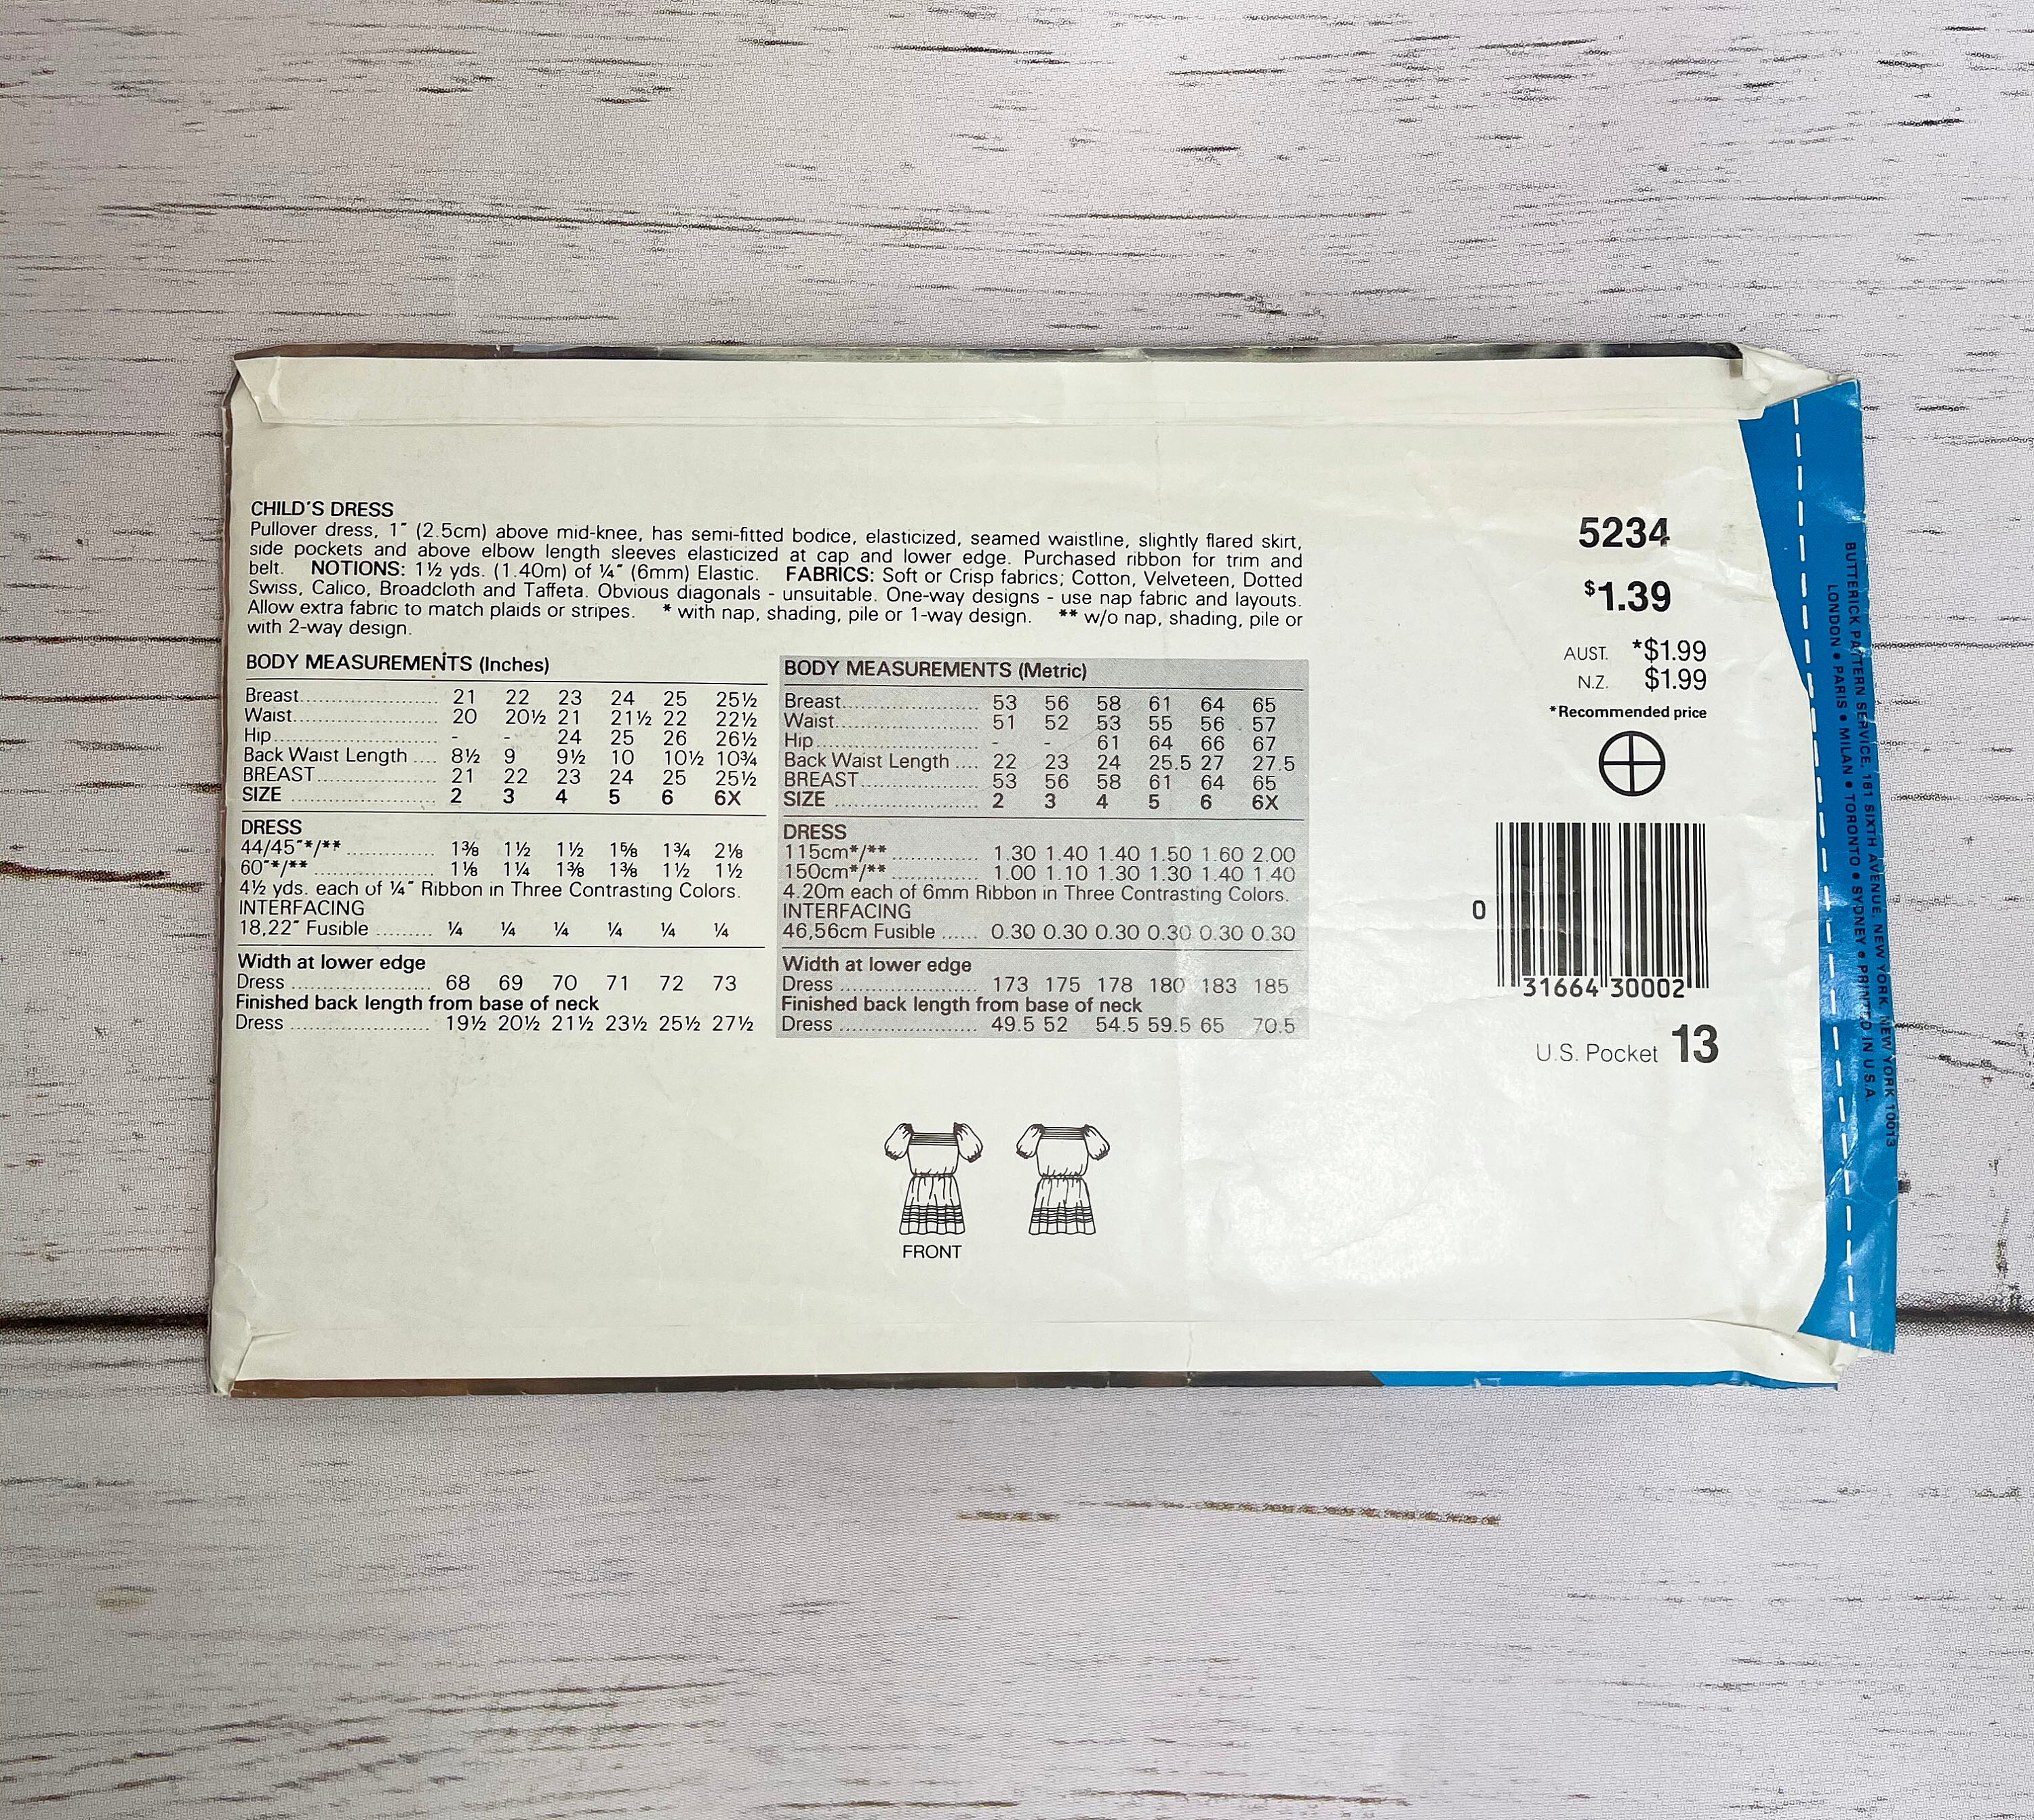 CHILD'S DRESS
Pullover dress, 1" (2.5cm) above mid-knee, has semi-fitted bodice, elasticized, seamed waistline, slightly flared skirt,
side pockets and above elbow length sleeves elasticized at cap and lower edge. Purchased ribbon for trim and
belt. NOTIONS: 1½ yds. (1.40m) of ¼" (6mm) Elastic. FABRICS: Soft or Crisp fabrics; Cotton, Velveteen, Dotted
Swiss, Calico, Broadcloth and Taffeta. Obvious diagonals - unsuitable. One-way designs - use nap fabric and layouts.
Allow extra fabric to match plaids or stripes. * with nap, shading, pile or 1-way design. ** w/o nap, shading, pile or
with 2-way design.
BODY MEASUREMENTS (Inches)
Breast 21 22 23 24 25 25½
Waist 20 20½ 21 21½ 22 22½
Hip - - 24 25 26 26½
Back Waist Length 8½ 9 9½ 10 10½ 10¾
BREAST 21 22 23 24 25 25½
SIZE 2 3 4 5 6 6X
DRESS
44/45"*/** 1⅜ 1½ 1½ 1⅝ 1¾ 2⅛
60"*/** 1⅛ 1¼ 1⅜ 1⅜ 1½ 1½
4½ yds. each of ¼" Ribbon in Three Contrasting Colors.
INTERFACING
18,22" Fusible ¼ ¼ ¼ ¼ ¼ ¼
Width at lower edge
Dress 68 69 70 71 72 73
Finished back length from base of neck
Dress 19½ 20½ 21½ 23½ 25½ 27½
BODY MEASUREMENTS (Metric)
Breast 53 56 58 61 64 65
Waist 51 52 53 55 56 57
Hip - - 61 64 66 67
Back Waist Length 22 23 24 25.5 27 27.5
BREAST 53 56 58 61 64 65
SIZE 2 3 4 5 6 6X
DRESS
115cm*/** 1.30 1.40 1.40 1.50 1.60 2.00
150cm*/** 1.00 1.10 1.30 1.30 1.40 1.40
4.20m each of 6mm Ribbon in Three Contrasting Colors.
INTERFACING
46,56cm Fusible 0.30 0.30 0.30 0.30 0.30 0.30
Width at lower edge
Dress 173 175 178 180 183 185
Finished back length from base of neck
Dress 49.5 52 54.5 59.5 65 70.5
FRONT
5234
$1.39
AUST. *$1.99
N.Z. $1.99
*Recommended price
0 31664 30002
U.S. Pocket 13
BUTTERICK PATTERN SERVICE, 161 SIXTH AVENUE, NEW YORK, NEW YORK 10013
LONDON • PARIS • MILAN • TORONTO • SYDNEY • PRINTED IN U.S.A.